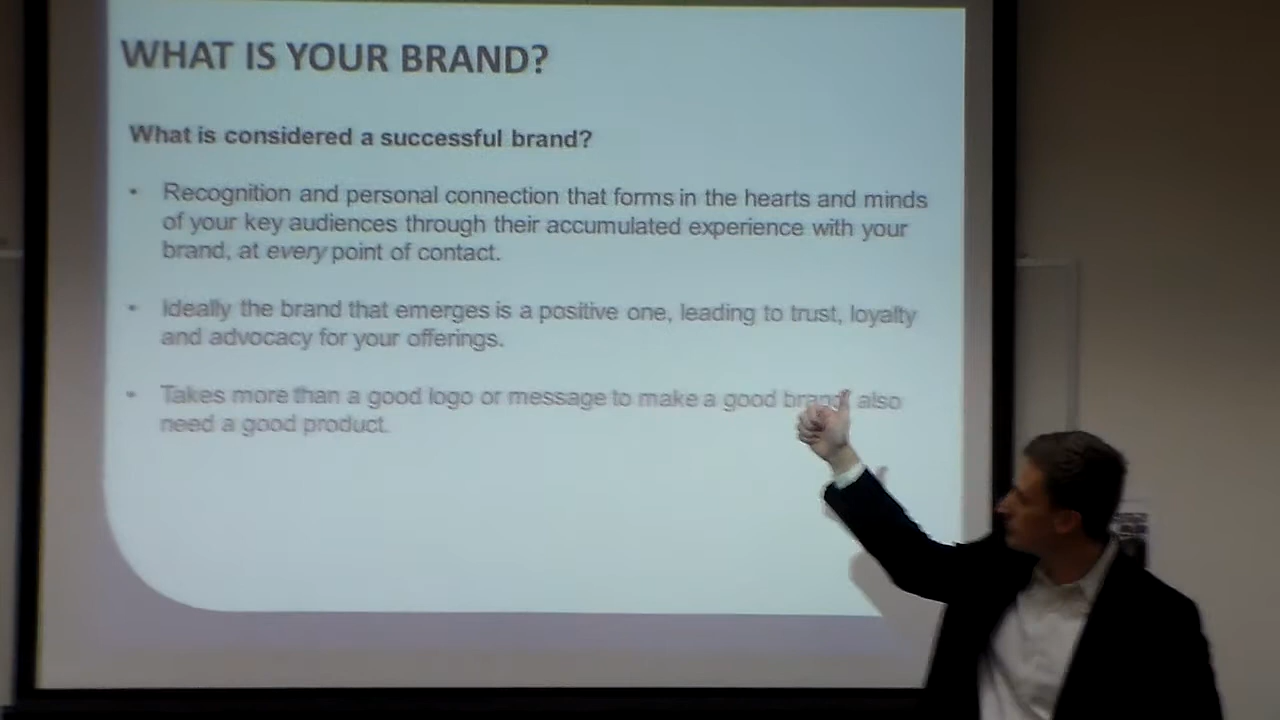 WHAT IS YOUR BRAND?
What is considered a successful brand?
• Recognition and personal connection that forms in the hearts and minds
of your key audiences through their accumulated experience with your
brand, at every point of contact.
• Ideally the brand that emerges is a positive one, leading to trust, loyalty
and advocacy for your offerings.
• Takes more than a good logo or message to make a good brand also
need a good product.